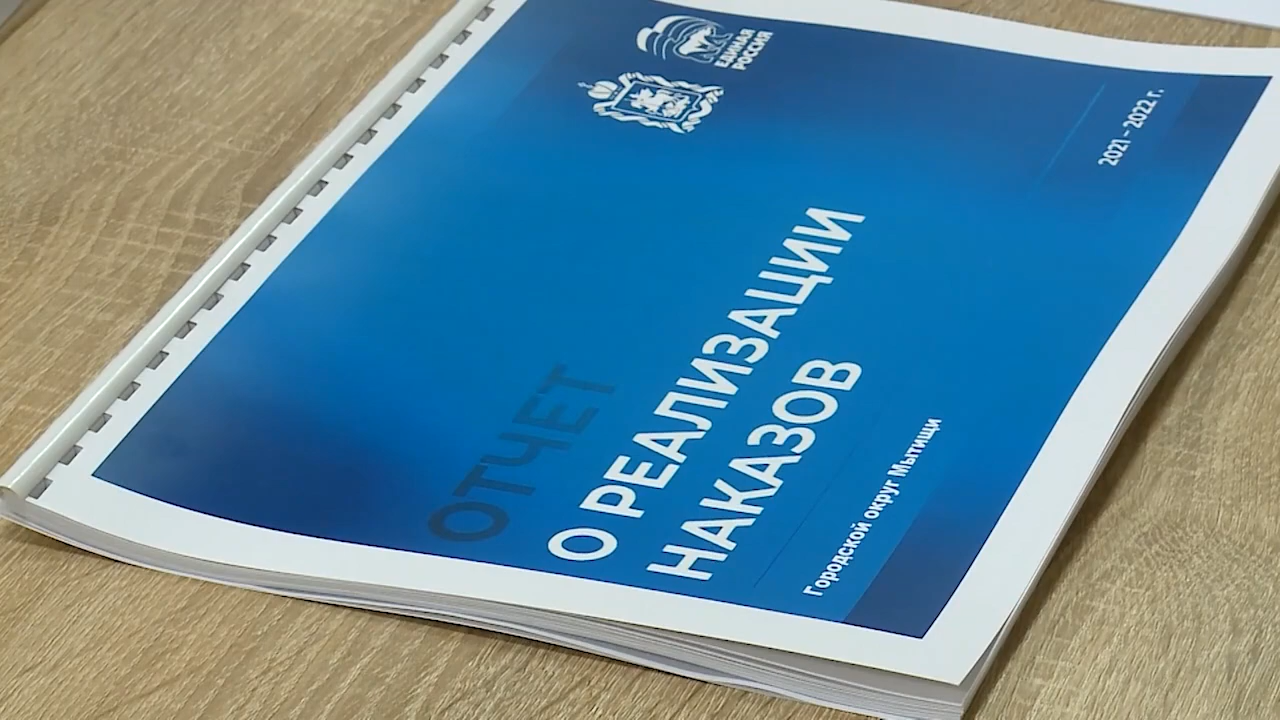 ЕДИНАЯ
РОССИЯ
2021 – 2022 г.
ОТЧЕТ
О РЕАЛИЗАЦИИ
НАКАЗОВ
Городской округ Мытищи